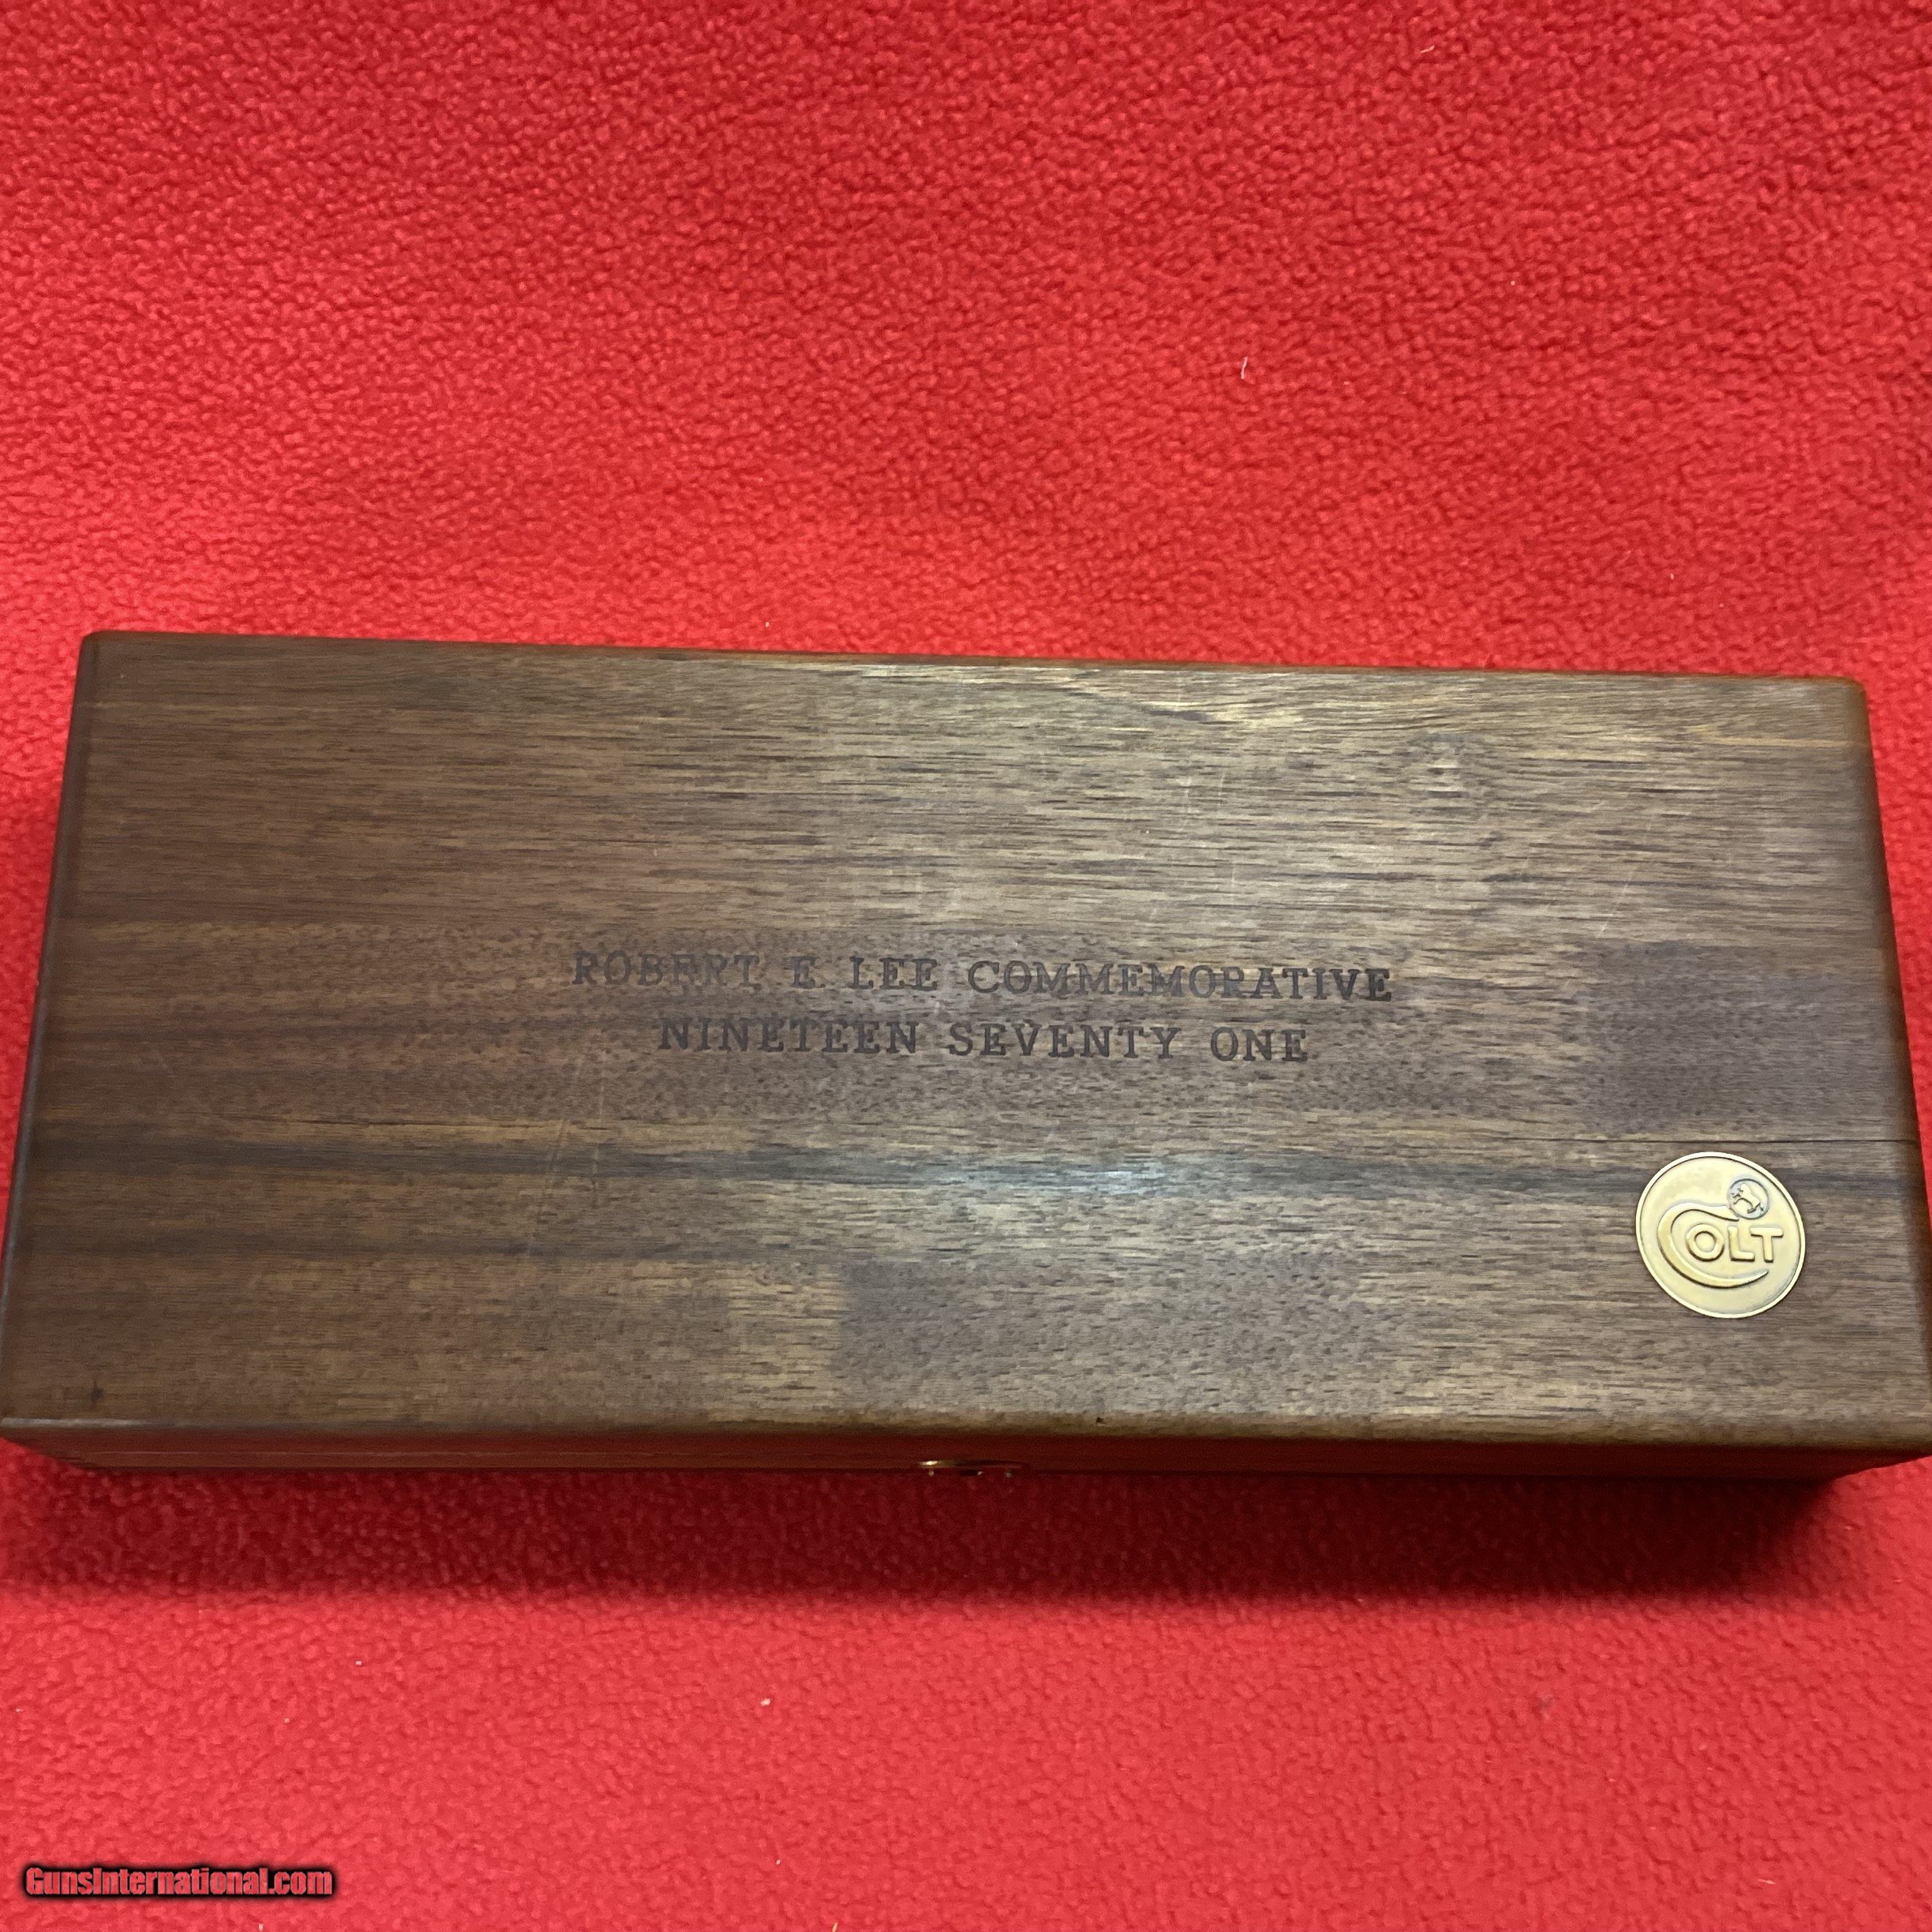 ROBERT E LEE COMMEMORATIVE
NINETEEN SEVENTY ONE
COLT
GunsInternational.com